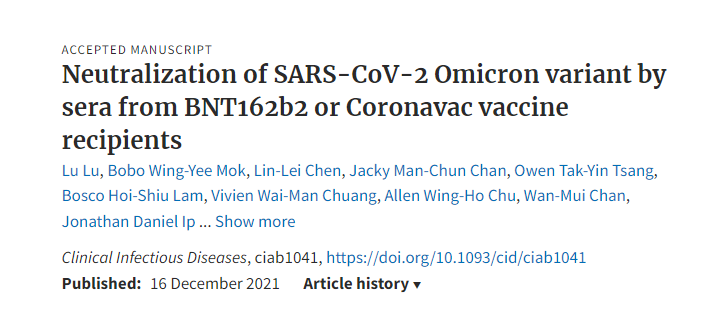 ACCEPTED MANUSCRIPT
Neutralization of SARS-CoV-2 Omicron variant by
sera from BNT162b2 or Coronavac vaccine
recipients
Lu Lu, Bobo Wing-Yee Mok, Lin-Lei Chen, Jacky Man-Chun Chan, Owen Tak-Yin Tsang,
Bosco Hoi-Shiu Lam, Vivien Wai-Man Chuang, Allen Wing-Ho Chu, Wan-Mui Chan,
Jonathan Daniel Ip ... Show more
Clinical Infectious Diseases, ciab1041, https://doi.org/10.1093/cid/ciab1041
Published: 16 December 2021 Article history ▾